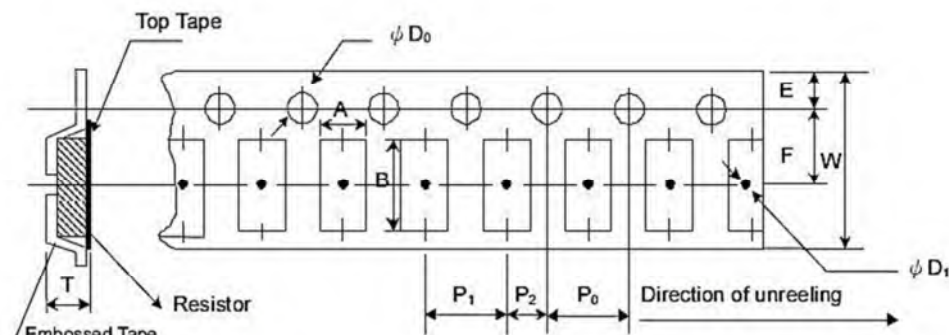 Top Tape
ψ D₀
A
E
F
W
B
ψ D₁
T
Resistor
P₁
P₂
P₀
Direction of unreeling
Embossed Tape